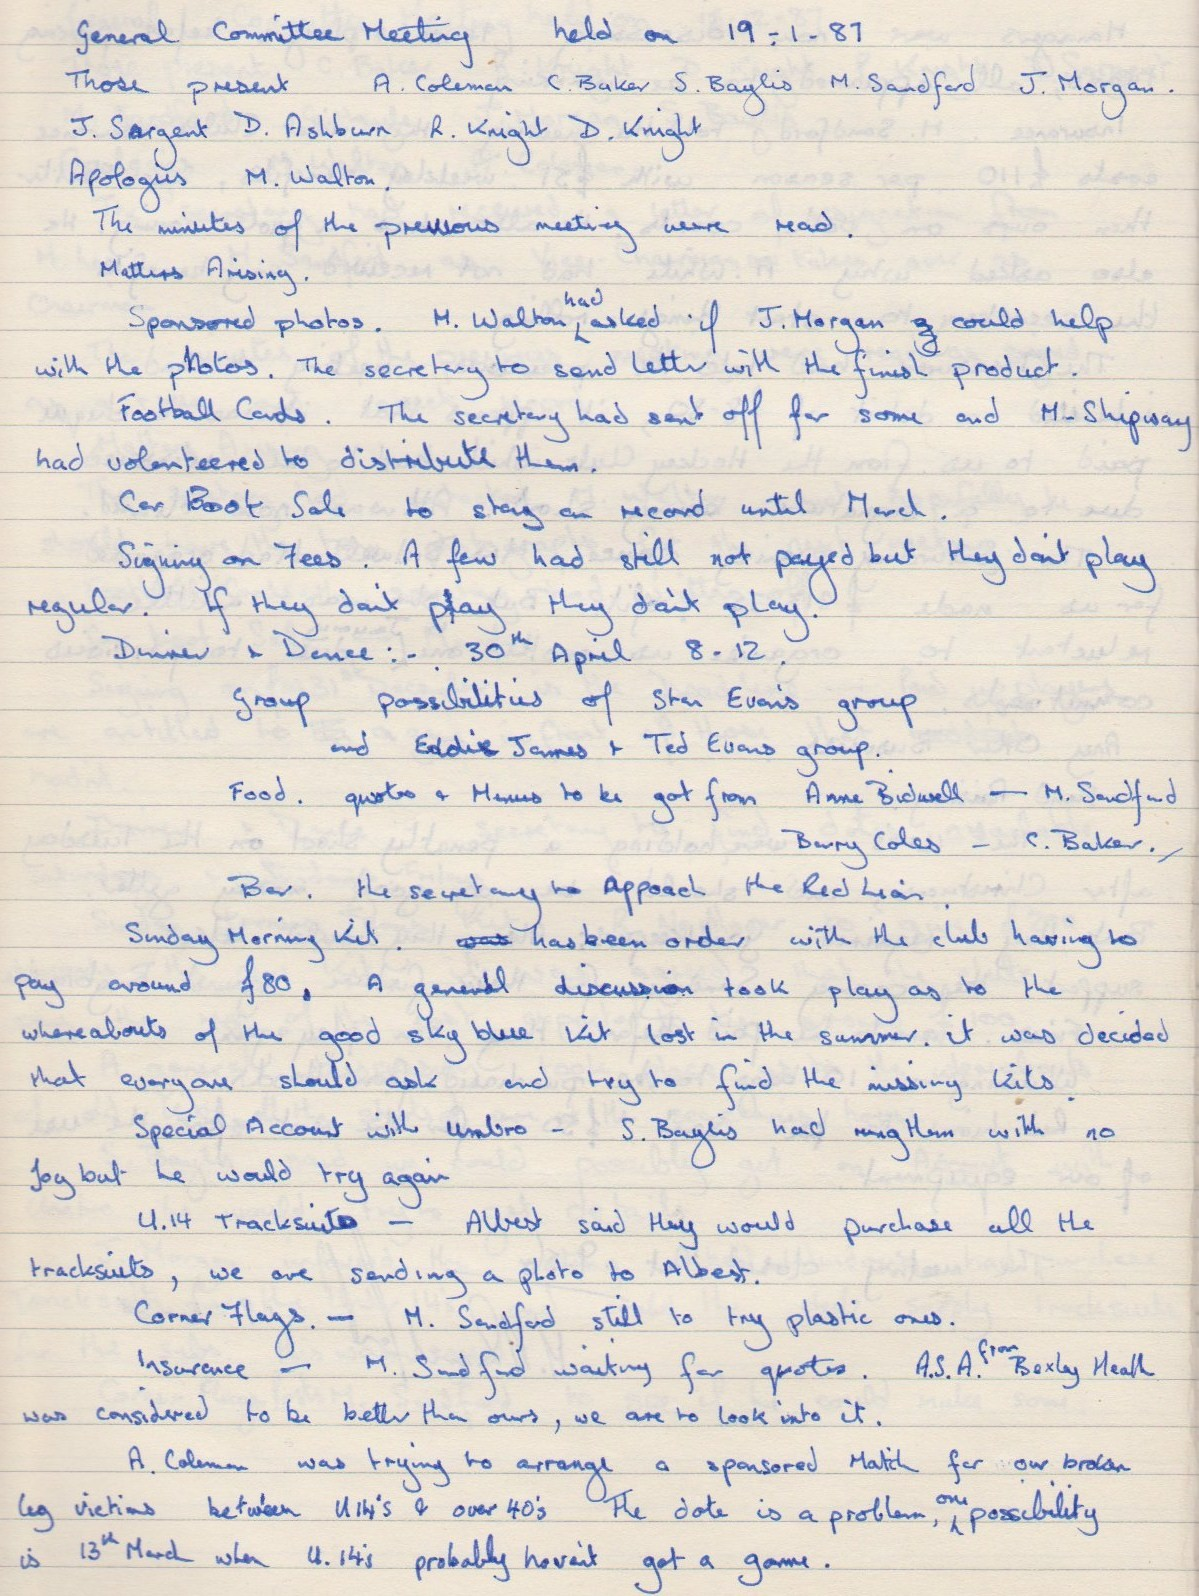 General Committee Meeting held on 19-1-87
Those present A. Coleman C. Baker S. Baylis M. Sandford J. Morgan.
J. Sargent D. Ashburn R. Knight D. Knight
Apologies M. Walton.
The minutes of the previous meeting were read.
Matters Arising.
Sponsored photos. M. Walton had asked if J. Morgan could help
with the photos. The secretary to send letter with the finish product.
Football Cards. The secretary had sent off for some and M. Shipway
had volenteered to distribute them.
Car Boot Sale to stay on record until March.
Signing on Fees. A few had still not payed but they don't play
regular. If they don't pay they don't play.
Dinner + Dance :- 30th April 8-12.
Group possibilities of Stan Evans group
and Eddie James + Ted Evans group.
Food. quotes + Menus to be got from Anne Bidwell - M. Sandford
Barry Coles - C. Baker.
Bar. the secretary to Appoach the Red Lion.
Sunday Morning Kit. was has been order with the club having to
pay around £80. A general discussion took play as to the
whereabouts of the good sky blue kit lost in the summer. it was decided
that everyone should ask and try to find the missing kits.
Special Account with Umbro - S. Baylis had rung them with no
Joy but he would try again
U.14 Tracksuits - Albest said they would purchase all the
tracksuits, we are sending a photo to Albest.
Corner Flags. - M. Sandford still to try plastic ones.
Insurance - M. Sandford waiting for quotes. A.S.A. from Bexley Heath
was considered to be better than ours, we are to look into it.
A. Coleman was trying to arrange a sponsored Match for our broken
leg victims between U14's & over 40's The date is a problem, one possibility
is 13th March when U.14's probably haven't got a game.